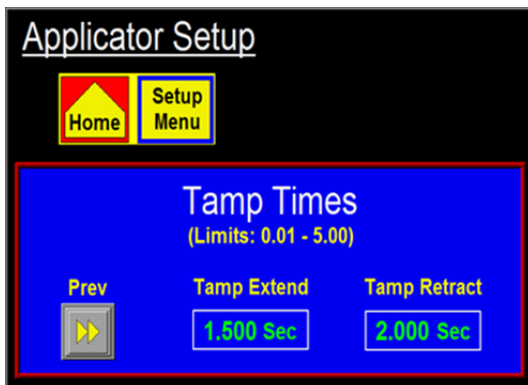 Applicator Setup
Home
Setup
Menu
Tamp Times
(Limits: 0.01 - 5.00)
Prev
Tamp Extend
Tamp Retract
1.500 Sec
2.000 Sec